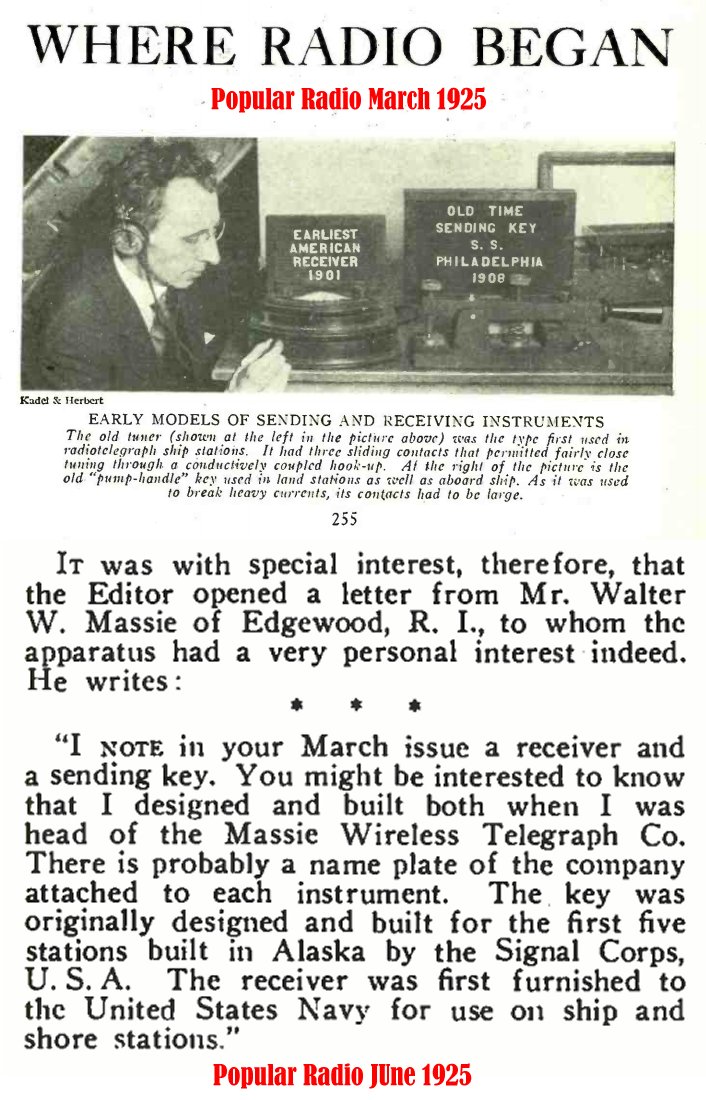 WHERE RADIO BEGAN
Popular Radio March 1925
EARLIEST
AMERICAN
RECEIVER
1901
OLD TIME
SENDING KEY
S. S.
PHILADELPHIA
1908
Kadel & Herbert
EARLY MODELS OF SENDING AND RECEIVING INSTRUMENTS
The old tuner (shown at the left in the picture above) was the type first used in
radiotelegraph ship stations. It had three sliding contacts that permitted fairly close
tuning through a conductively coupled hook-up. At the right of the picture is the
old "pump-handle" key used in land stations as well as aboard ship. As it was used
to break heavy currents, its contacts had to be large.
255
IT was with special interest, therefore, that
the Editor opened a letter from Mr. Walter
W. Massie of Edgewood, R. I., to whom the
apparatus had a very personal interest indeed.
He writes:
* * *
"I NOTE in your March issue a receiver and
a sending key. You might be interested to know
that I designed and built both when I was
head of the Massie Wireless Telegraph Co.
There is probably a name plate of the company
attached to each instrument. The key was
originally designed and built for the first five
stations built in Alaska by the Signal Corps,
U. S. A. The receiver was first furnished to
the United States Navy for use on ship and
shore stations."
Popular Radio JUne 1925